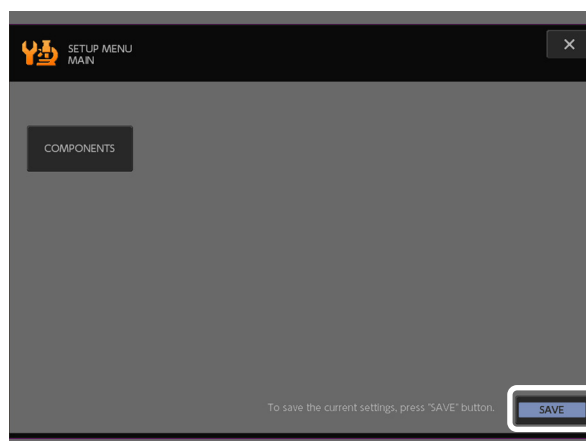 SETUP MENU
MAIN
COMPONENTS
To save the current settings, press "SAVE" button.
SAVE